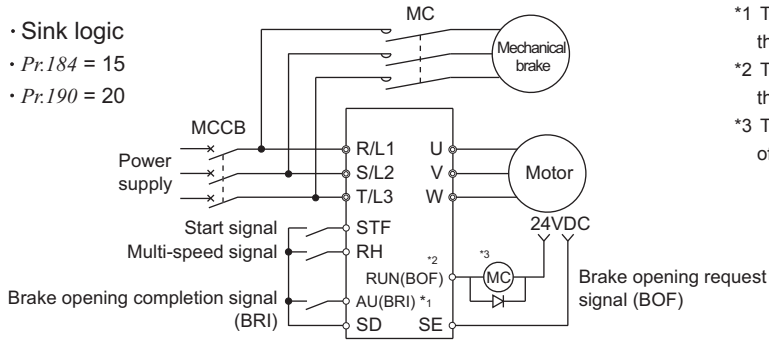 MC
• Sink logic
• Pr.184 = 15
• Pr.190 = 20
Mechanical
brake
*1 T
th
*2 T
th
*3 T
of
MCCB
Power
supply
R/L1
S/L2
T/L3
U
V
W
Motor
24VDC
Start signal
STF
Multi-speed signal
RH
*2
*3
RUN(BOF)
MC
Brake opening request
signal (BOF)
Brake opening completion signal
(BRI)
AU(BRI) *1
SD
SE